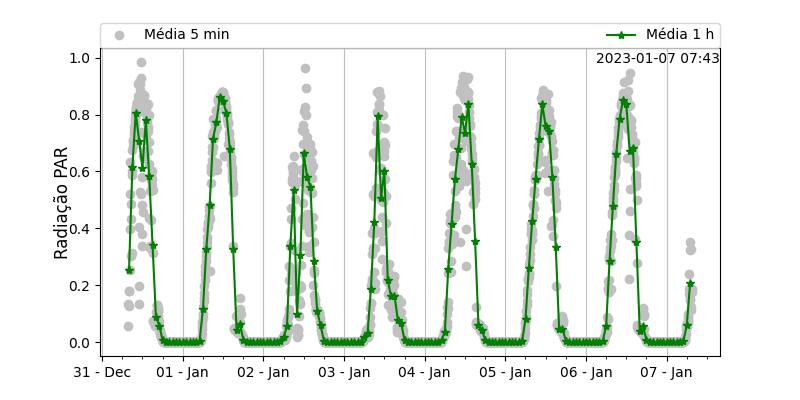 Média 5 min
Média 1 h
2023-01-07 07:43
Radiação PAR
1.0
0.8
0.6
0.4
0.2
0.0
31 - Dec
01 - Jan
02 - Jan
03 - Jan
04 - Jan
05 - Jan
06 - Jan
07 - Jan